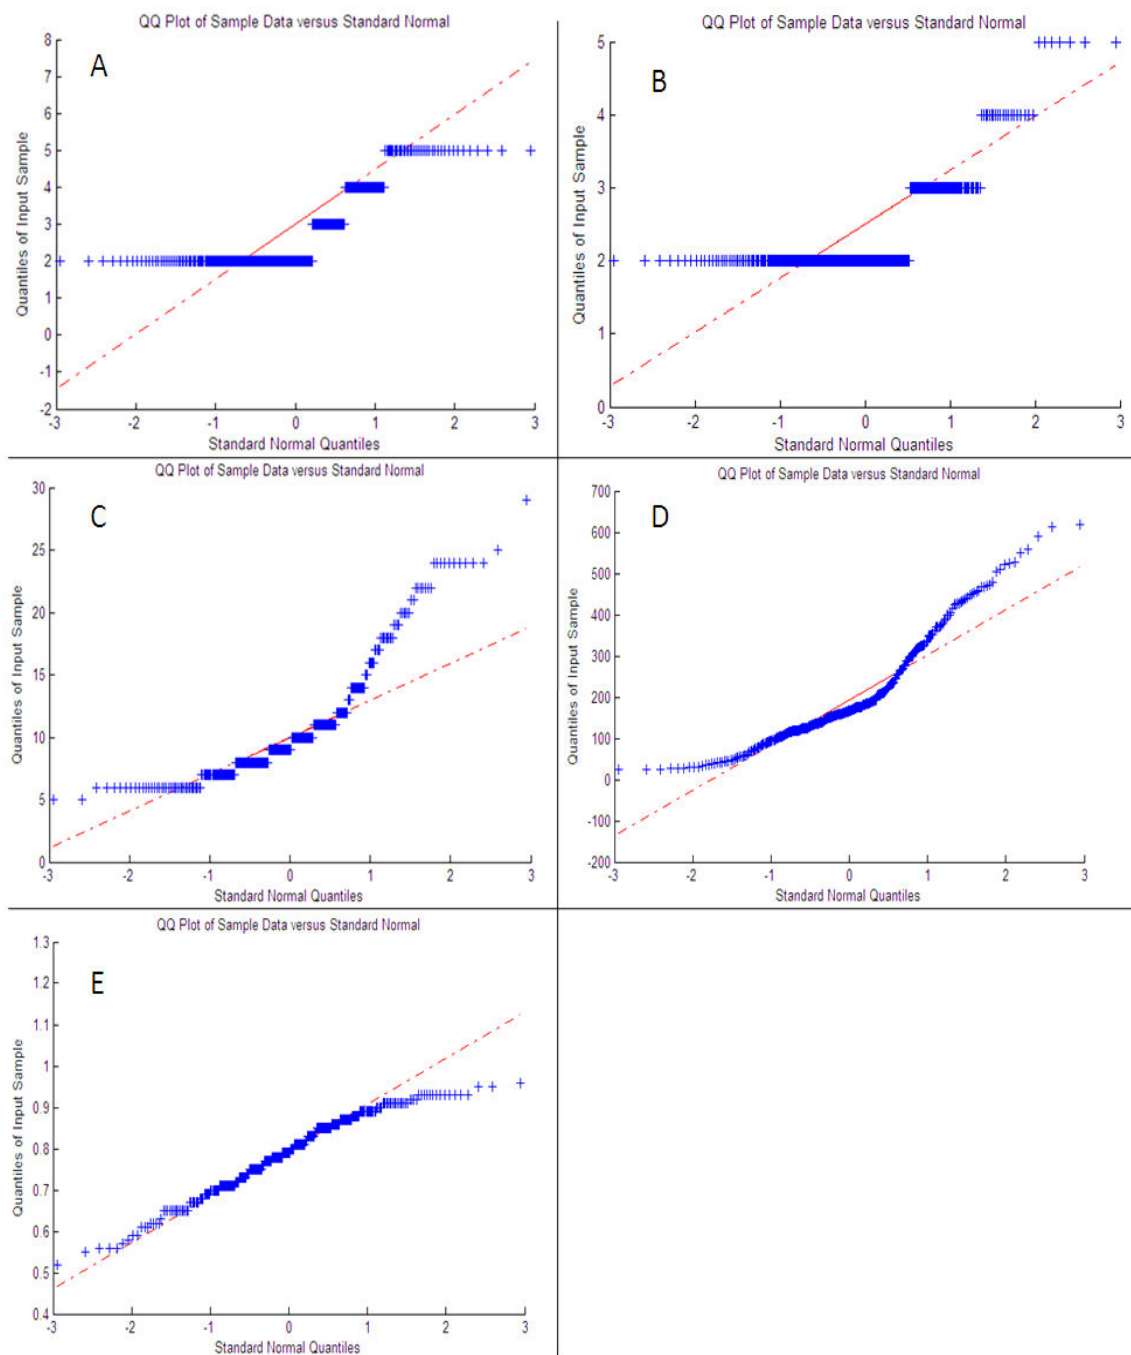 QQ Plot of Sample Data versus Standard Normal
A
Quantiles of Input Sample
8
7
6
5
4
3
2
1
0
-1
-2
-3 -2 -1 0 1 2 3
Standard Normal Quantiles
QQ Plot of Sample Data versus Standard Normal
B
Quantiles of Input Sample
5
4
3
2
1
0
-3 -2 -1 0 1 2 3
Standard Normal Quantiles
QQ Plot of Sample Data versus Standard Normal
C
Quantiles of Input Sample
30
25
20
15
10
5
0
-3 -2 -1 0 1 2 3
Standard Normal Quantiles
QQ Plot of Sample Data versus Standard Normal
D
Quantiles of Input Sample
700
600
500
400
300
200
100
0
-100
-200
-3 -2 -1 0 1 2 3
Standard Normal Quantiles
QQ Plot of Sample Data versus Standard Normal
E
Quantiles of Input Sample
1.3
1.2
1.1
1
0.9
0.8
0.7
0.6
0.5
0.4
-3 -2 -1 0 1 2 3
Standard Normal Quantiles